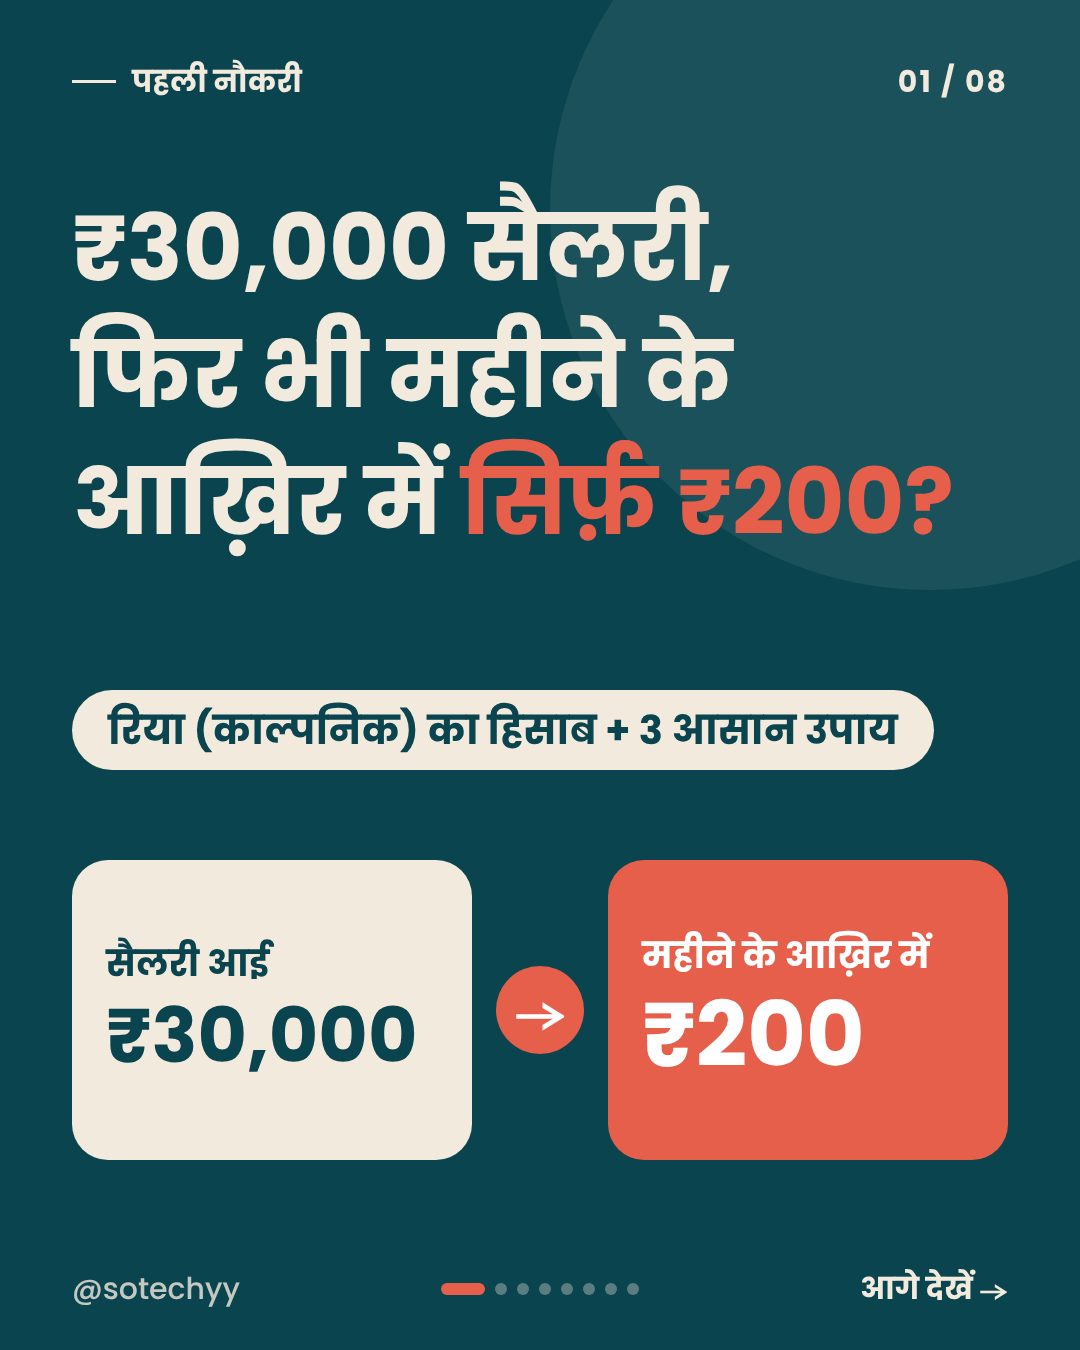 पहली नौकरी
01 / 08
₹30,000 सैलरी,
फिर भी महीने के
आख़िर में सिर्फ़ ₹200?
रिया (काल्पनिक) का हिसाब + 3 आसान उपाय
सैलरी आई
₹30,000
→
महीने के आख़िर में
₹200
@sotechyy
आगे देखें →